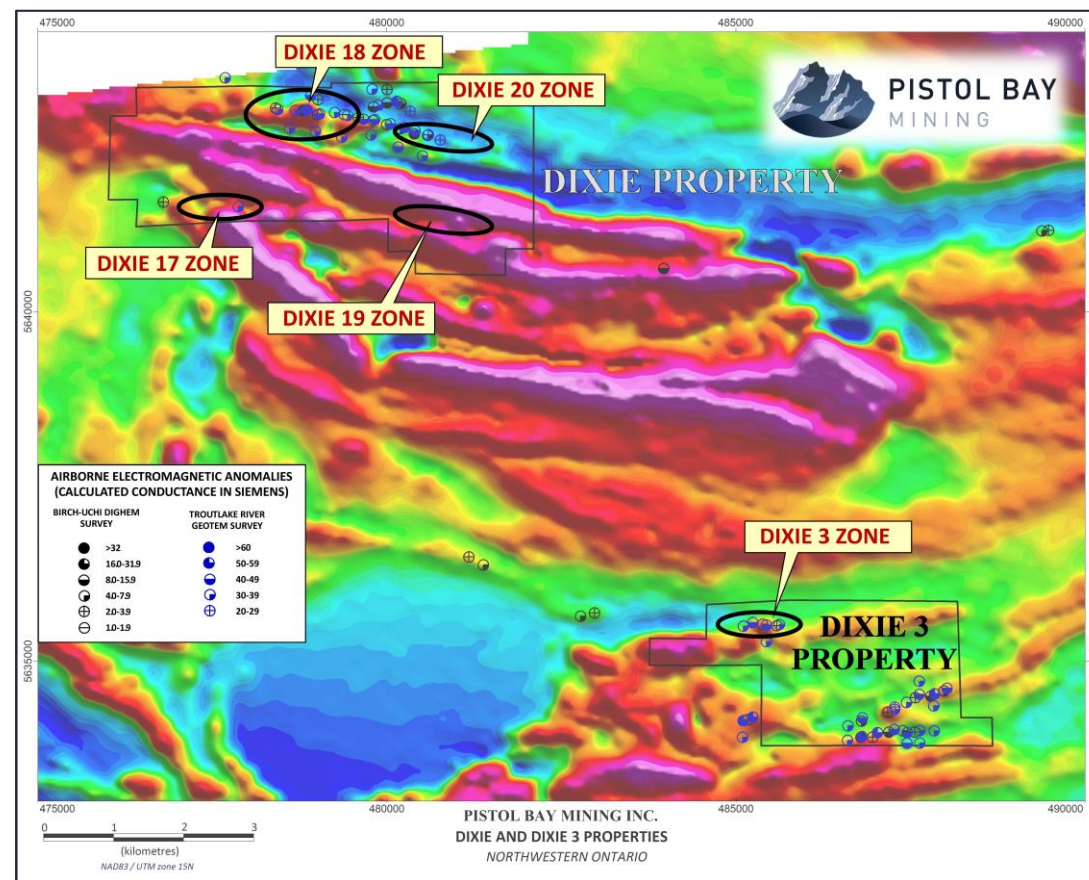 475000
480000
485000
490000
DIXIE 18 ZONE
DIXIE 20 ZONE
PISTOL BAY
MINING
DIXIE PROPERTY
DIXIE 17 ZONE
DIXIE 19 ZONE
5640000
AIRBORNE ELECTROMAGNETIC ANOMALIES
(CALCULATED CONDUCTANCE IN SIEMENS)
BIRCH-UCHI DIGHEM
SURVEY
>32
16.0-31.9
8.0-15.9
4.0-7.9
2.0-3.9
1.0-1.9
TROUTLAKE RIVER
GEOTEM SURVEY
>60
50-59
40-49
30-39
20-29
DIXIE 3 ZONE
DIXIE 3
PROPERTY
5635000
475000
480000
485000
490000
0 1 2 3
(kilometres)
NAD83 / UTM zone 15N
PISTOL BAY MINING INC.
DIXIE AND DIXIE 3 PROPERTIES
NORTHWESTERN ONTARIO